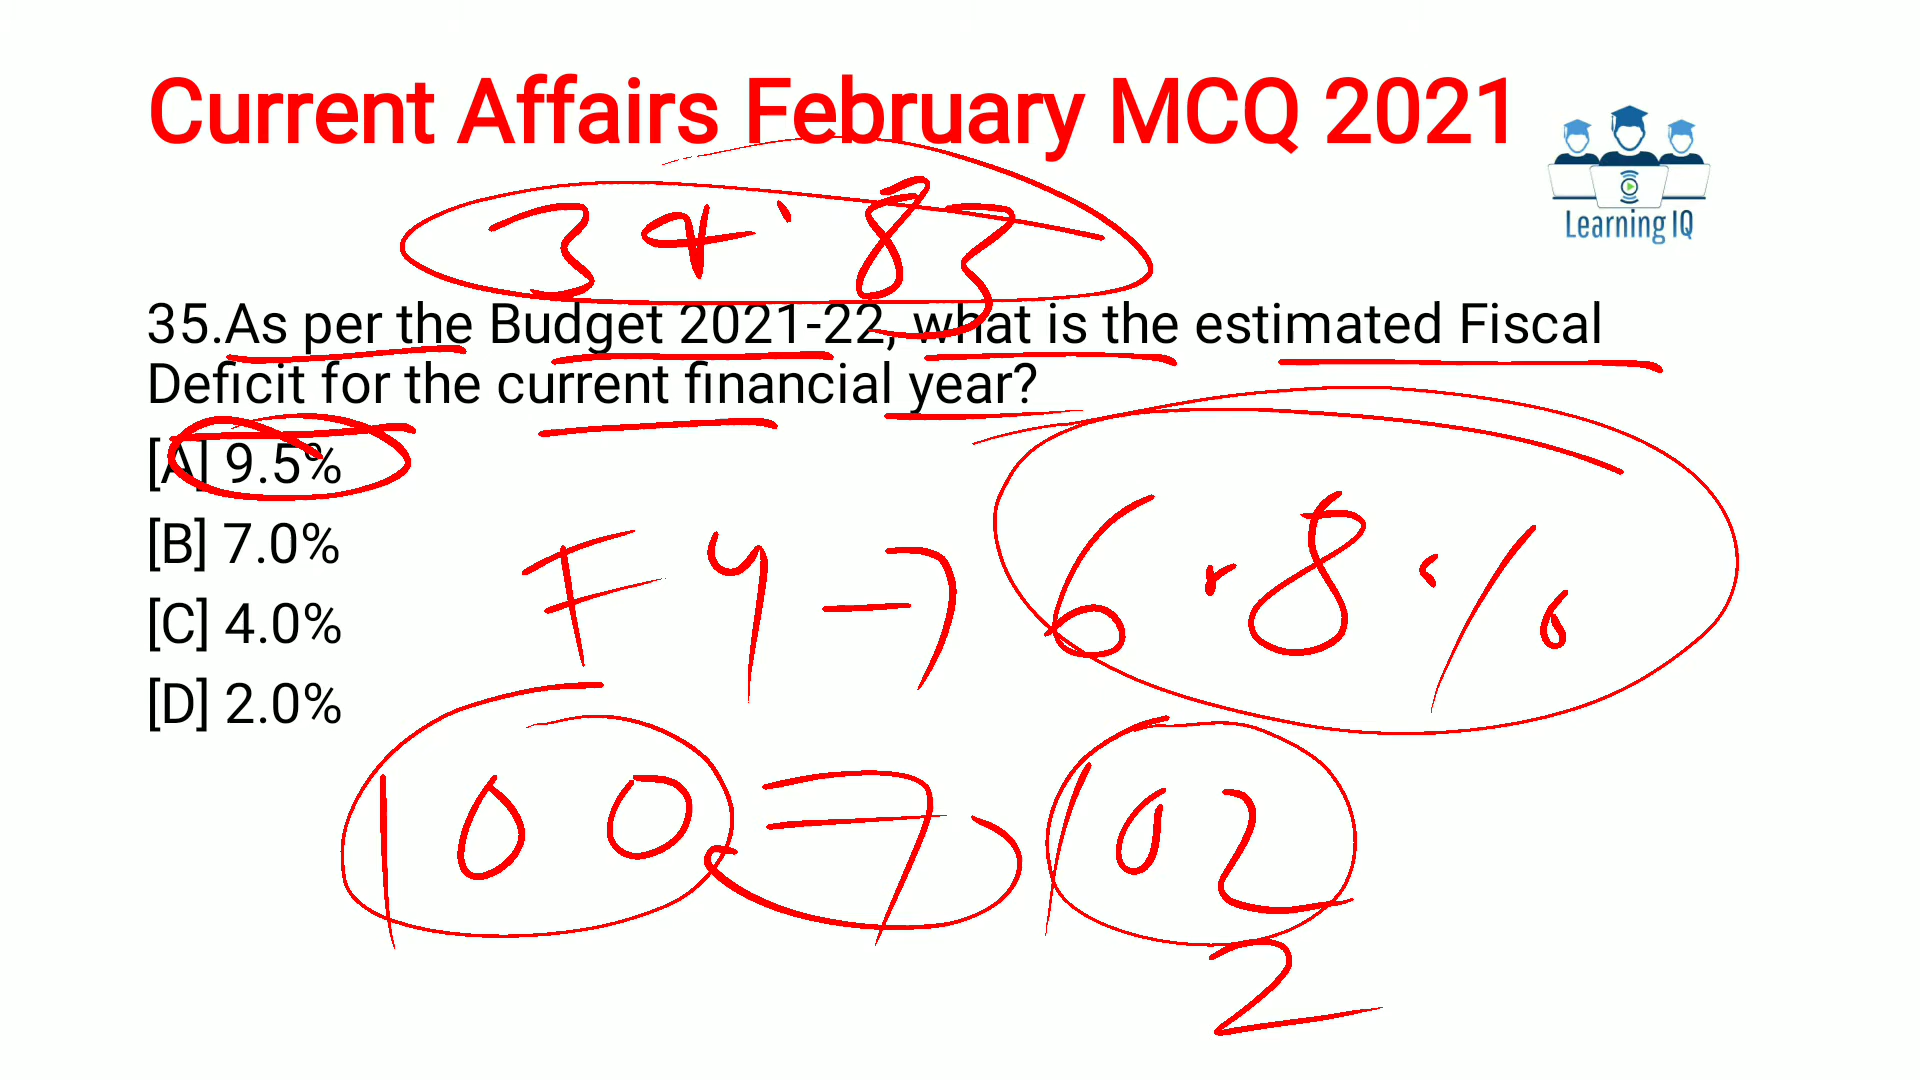 Current Affairs February MCQ 2021
Learning IQ
34.83
35.As per the Budget 2021-22, what is the estimated Fiscal
Deficit for the current financial year?
[A] 9.5%
[B] 7.0%
[C] 4.0%
[D] 2.0%
FY - 6.8%
100 102
2